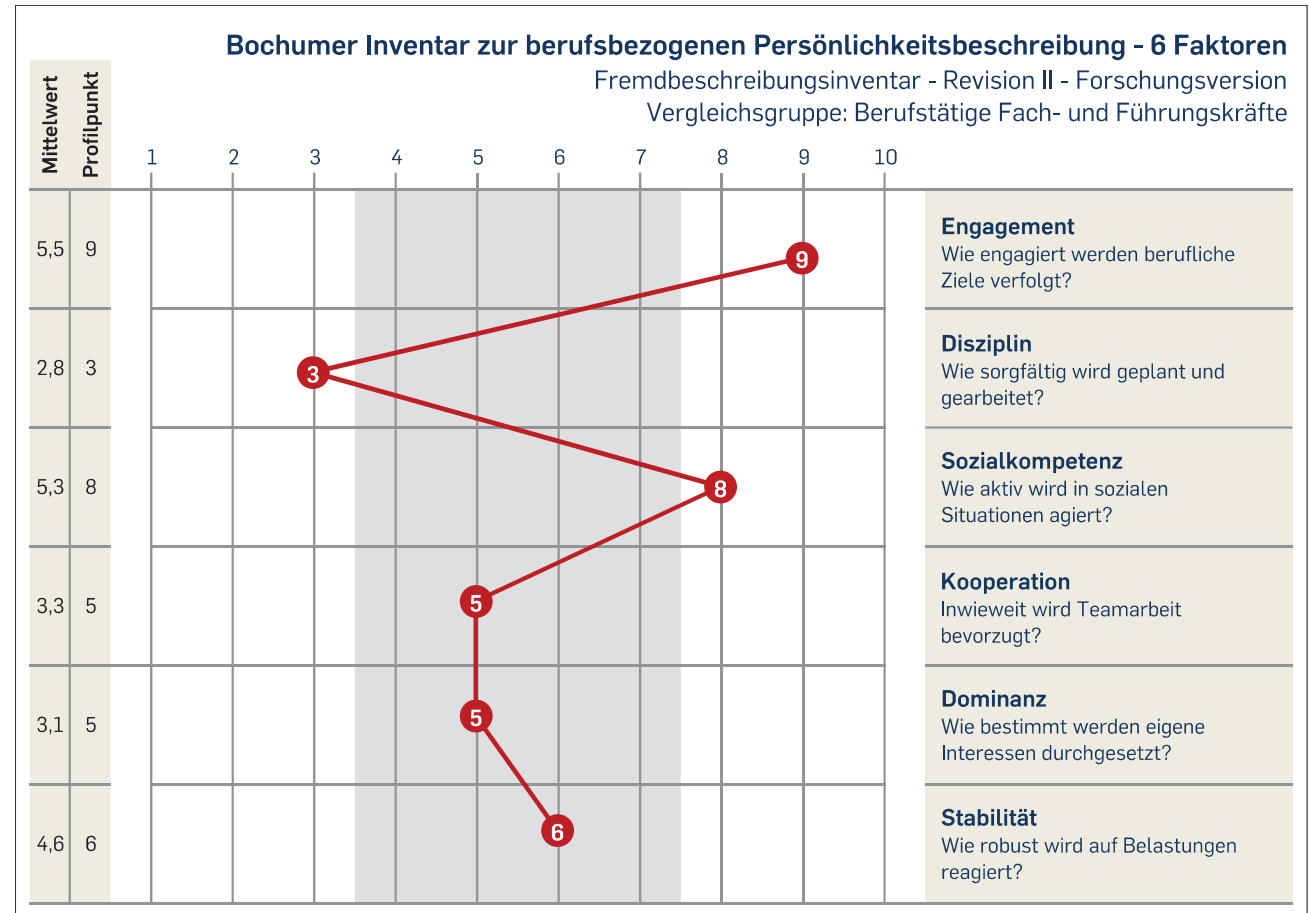 Bochumer Inventar zur berufsbezogenen Persönlichkeitsbeschreibung - 6 Faktoren
Fremdbeschreibungsinventar - Revision II - Forschungsversion
Vergleichsgruppe: Berufstätige Fach- und Führungskräfte
Mittelwert
Profilpunkt
1 2 3 4 5 6 7 8 9 10
5,5 9
9
Engagement
Wie engagiert werden berufliche
Ziele verfolgt?
2,8 3
3
Disziplin
Wie sorgfältig wird geplant und
gearbeitet?
5,3 8
8
Sozialkompetenz
Wie aktiv wird in sozialen
Situationen agiert?
3,3 5
5
Kooperation
Inwieweit wird Teamarbeit
bevorzugt?
3,1 5
5
Dominanz
Wie bestimmt werden eigene
Interessen durchgesetzt?
4,6 6
6
Stabilität
Wie robust wird auf Belastungen
reagiert?